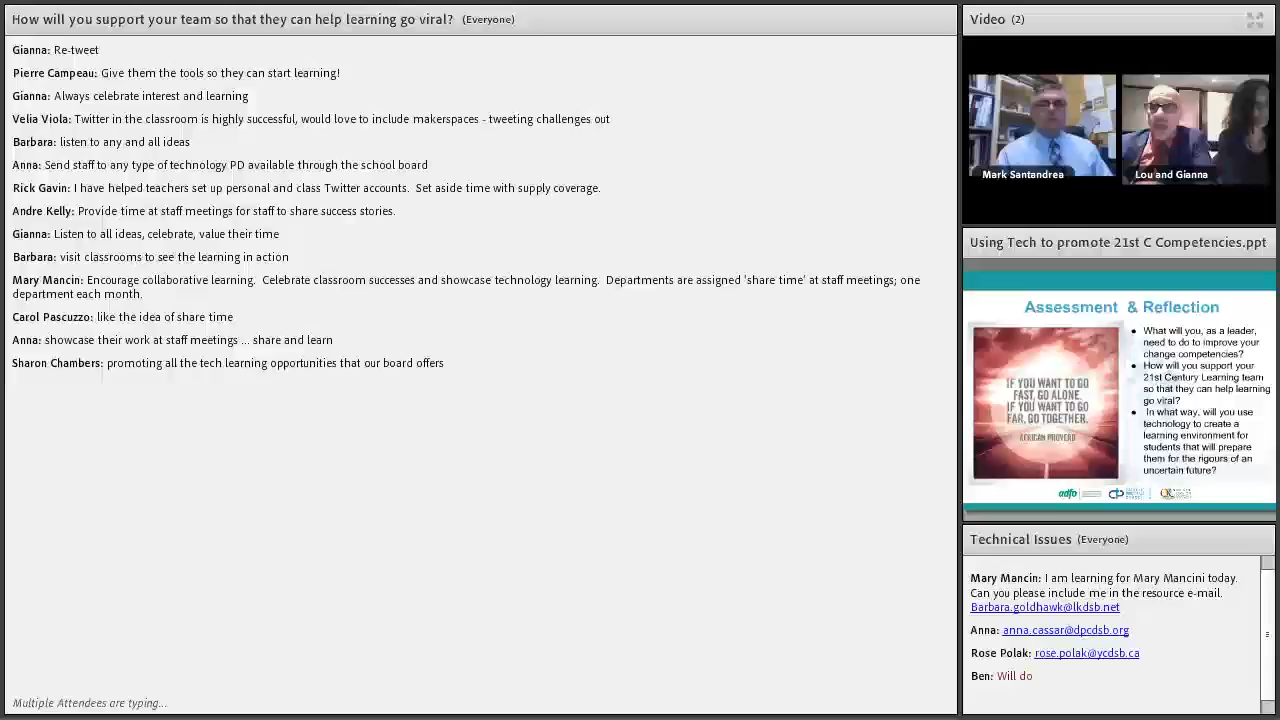 How will you support your team so that they can help learning go viral? (Everyone)
Gianna: Re-tweet
Pierre Campeau: Give them the tools so they can start learning!
Gianna: Always celebrate interest and learning
Velia Viola: Twitter in the classroom is highly successful, would love to include makerspaces - tweeting challenges out
Barbara: listen to any and all ideas
Anna: Send staff to any type of technology PD available through the school board
Rick Gavin: I have helped teachers set up personal and class Twitter accounts. Set aside time with supply coverage.
Andre Kelly: Provide time at staff meetings for staff to share success stories.
Gianna: Listen to all ideas, celebrate, value their time
Barbara: visit classrooms to see the learning in action
Mary Mancin: Encourage collaborative learning. Celebrate classroom successes and showcase technology learning. Departments are assigned 'share time' at staff meetings; one
department each month.
Carol Pascuzzo: like the idea of share time
Anna: showcase their work at staff meetings ... share and learn
Sharon Chambers: promoting all the tech learning opportunities that our board offers
Multiple Attendees are typing...
Video (2)
Mark Santandrea
Lou and Gianna
Using Tech to promote 21st C Competencies.ppt
Assessment & Reflection
IF YOU WANT TO GO
FAST, GO ALONE.
IF YOU WANT TO GO
FAR, GO TOGETHER.
AFRICAN PROVERB
• What will you, as a leader,
need to do to improve your
change competencies?
• How will you support your
21st Century Learning team
so that they can help learning
go viral?
• In what way, will you use
technology to create a
learning environment for
students that will prepare
them for the rigours of an
uncertain future?
adfo
Technical Issues (Everyone)
Mary Mancin: I am learning for Mary Mancini today.
Can you please include me in the resource e-mail.
Barbara.goldhawk@lkdsb.net
Anna: anna.cassar@dpcdsb.org
Rose Polak: rose.polak@ycdsb.ca
Ben: Will do